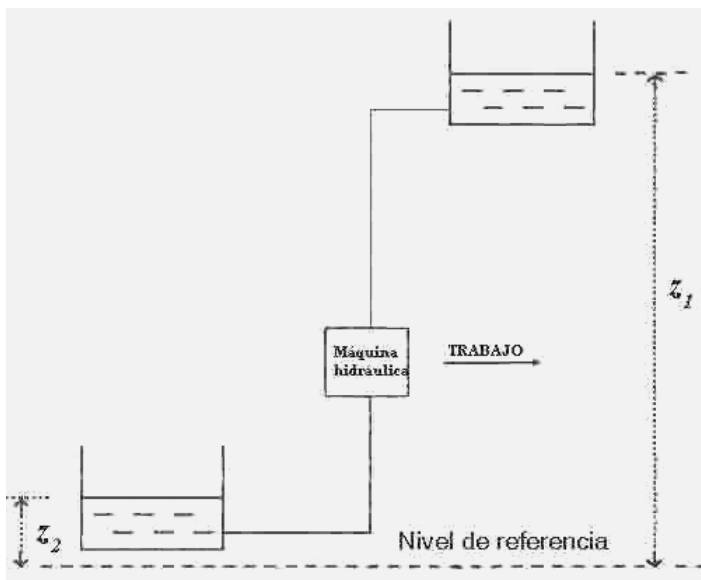 z1
Máquina
hidráulica
TRABAJO
z2
Nivel de referencia